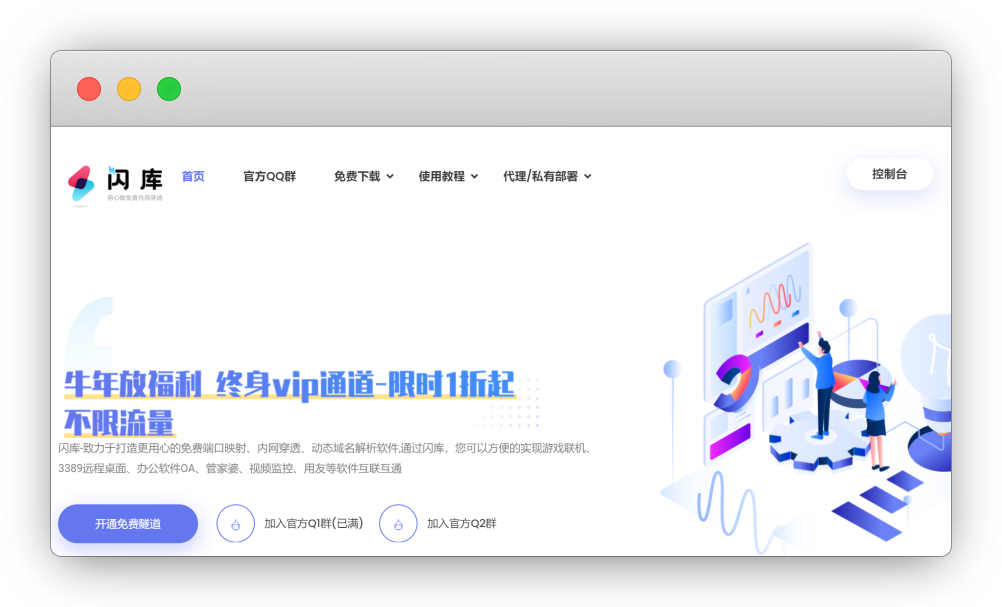 闪库
用心做免费内网穿透
首页
官方QQ群
免费下载
使用教程
代理/私有部署
控制台
牛年放福利 终身vip通道-限时1折起
不限流量
闪库-致力于打造更用心的免费端口映射、内网穿透、动态域名解析软件,通过闪库，您可以方便的实现游戏联机、
3389远程桌面、办公软件OA、管家婆、视频监控、用友等软件互联互通
开通免费隧道
加入官方Q1群(已满)
加入官方Q2群